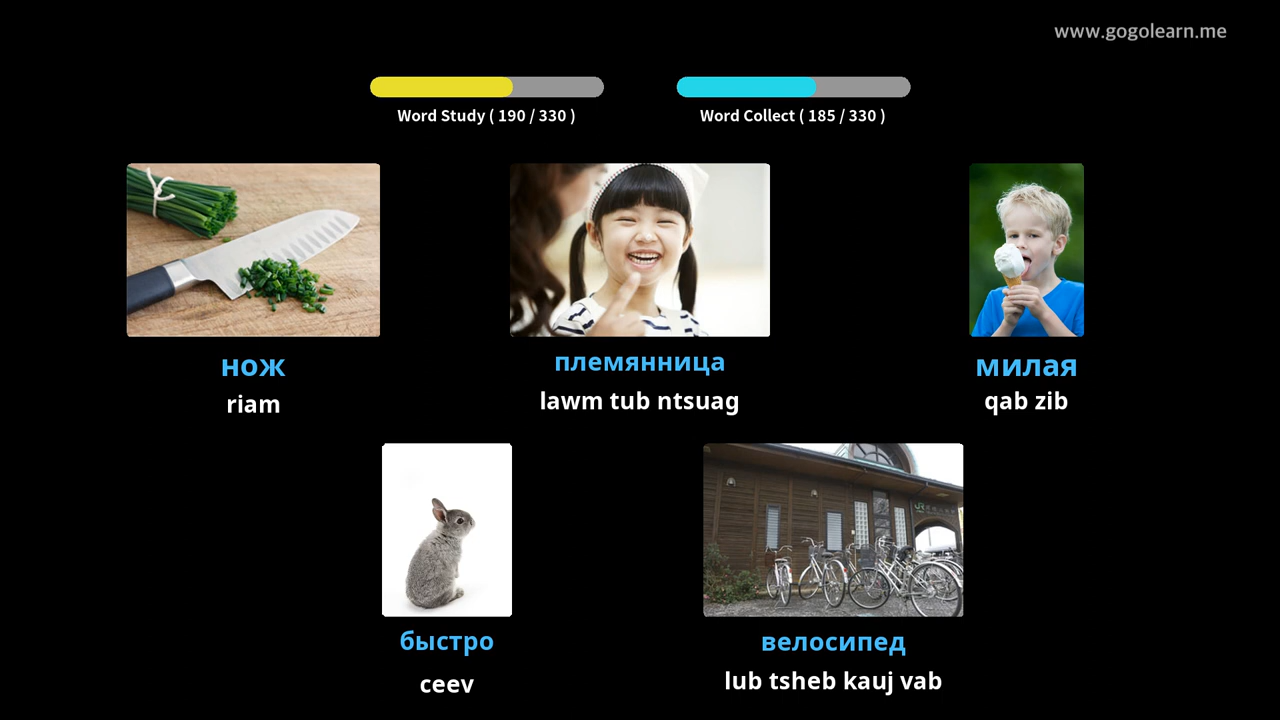 www.gogolearn.me
Word Study ( 190 / 330 )
Word Collect ( 185 / 330 )
нож
племянница
милая
riam
lawm tub ntsuag
qab zib
быстро
велосипед
ceev
lub tsheb kauj vab